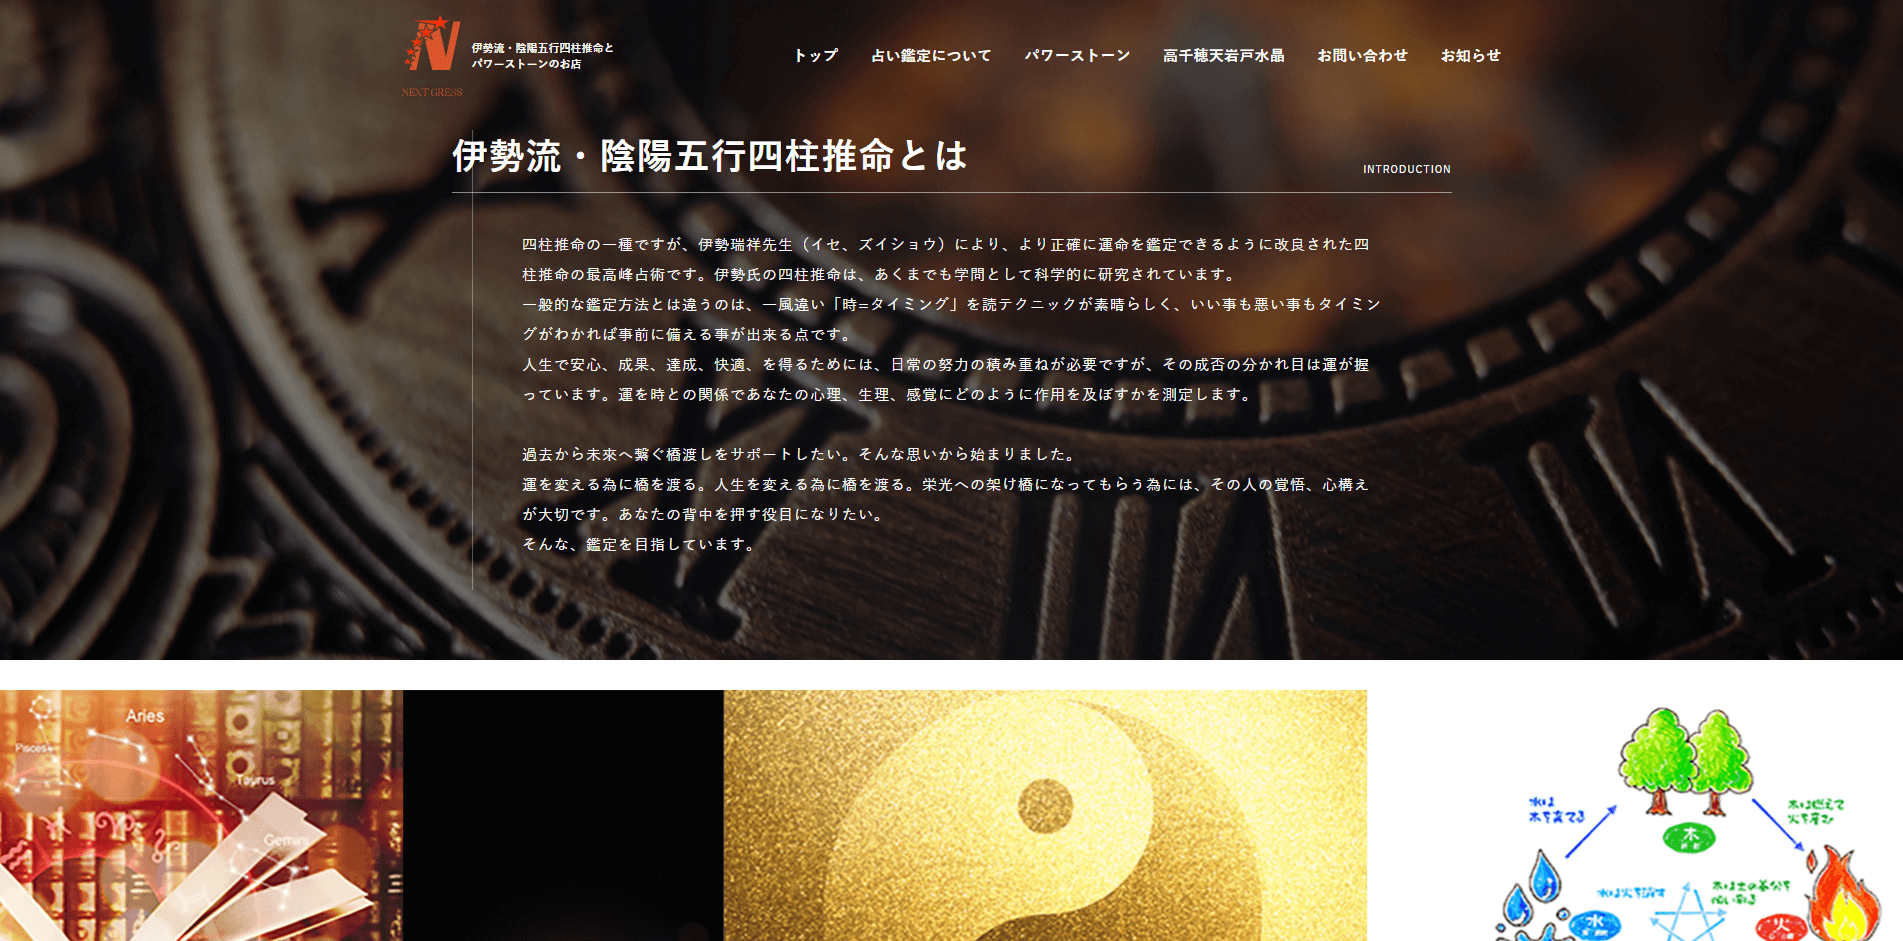 伊勢流・陰陽五行四柱推命と
パワーストーンのお店
NEXT GRESS
トップ
占い鑑定について
パワーストーン
高千穂天岩戸水晶
お問い合わせ
お知らせ
伊勢流・陰陽五行四柱推命とは
INTRODUCTION
四柱推命の一種ですが、伊勢瑞祥先生（イセ、ズイショウ）により、より正確に運命を鑑定できるように改良された四
柱推命の最高峰占術です。伊勢氏の四柱推命は、あくまでも学問として科学的に研究されています。
一般的な鑑定方法とは違うのは、一風違い「時=タイミング」を読テクニックが素晴らしく、いい事も悪い事もタイミン
グがわかれば事前に備える事が出来る点です。
人生で安心、成果、達成、快適、を得るためには、日常の努力の積み重ねが必要ですが、その成否の分かれ目は運が握
っています。運を時との関係であなたの心理、生理、感覚にどのように作用を及ぼすかを測定します。
過去から未來へ繋ぐ橋渡しをサポートしたい。そんな思いから始まりました。
運を変える為に橋を渡る。人生を変える為に橋を渡る。栄光への架け橋になってもらう為には、その人の覚悟、心構え
が大切です。あなたの背中を押す役目になりたい。
そんな、鑑定を目指しています。
Aries
Pisces
Taurus
Gemini
水は
木を育てる
木は燃えて
火を産む
木
水は火を消す
木は土の養分を
吸い取る
水
火